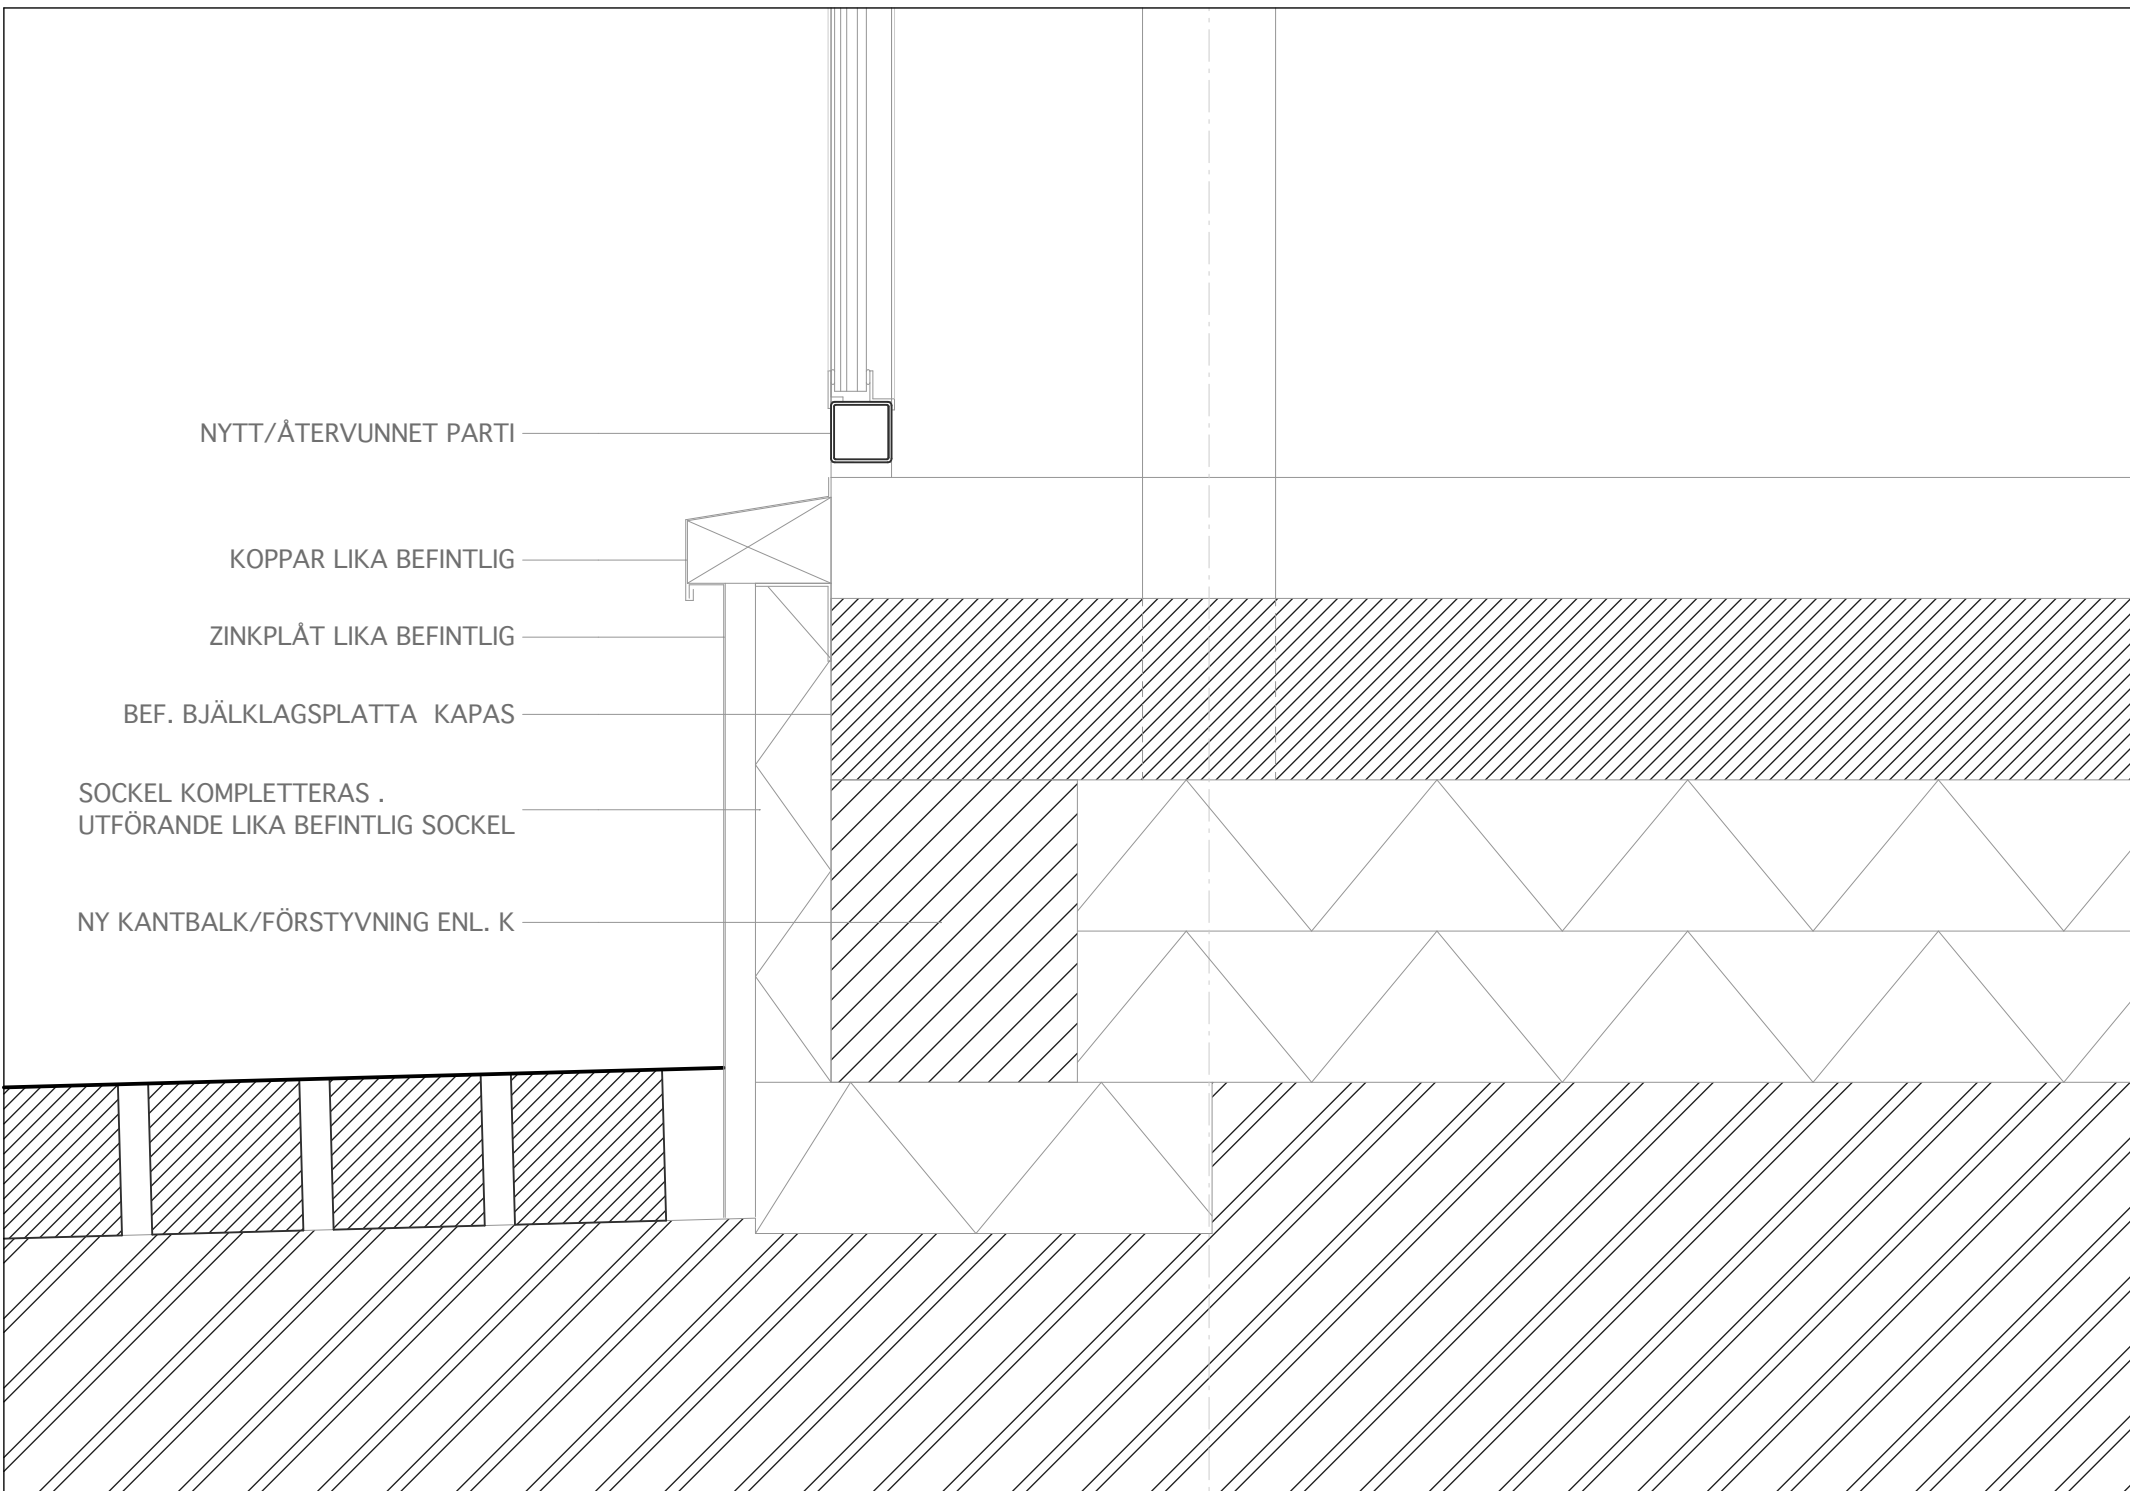 NYTT/ÅTERVUNNET PARTI
KOPPAR LIKA BEFINTLIG
ZINKPLÅT LIKA BEFINTLIG
BEF. BJÄLKLAGSPLATTA  KAPAS
SOCKEL KOMPLETTERAS .
UTFÖRANDE LIKA BEFINTLIG SOCKEL
NY KANTBALK/FÖRSTYVNING ENL. K